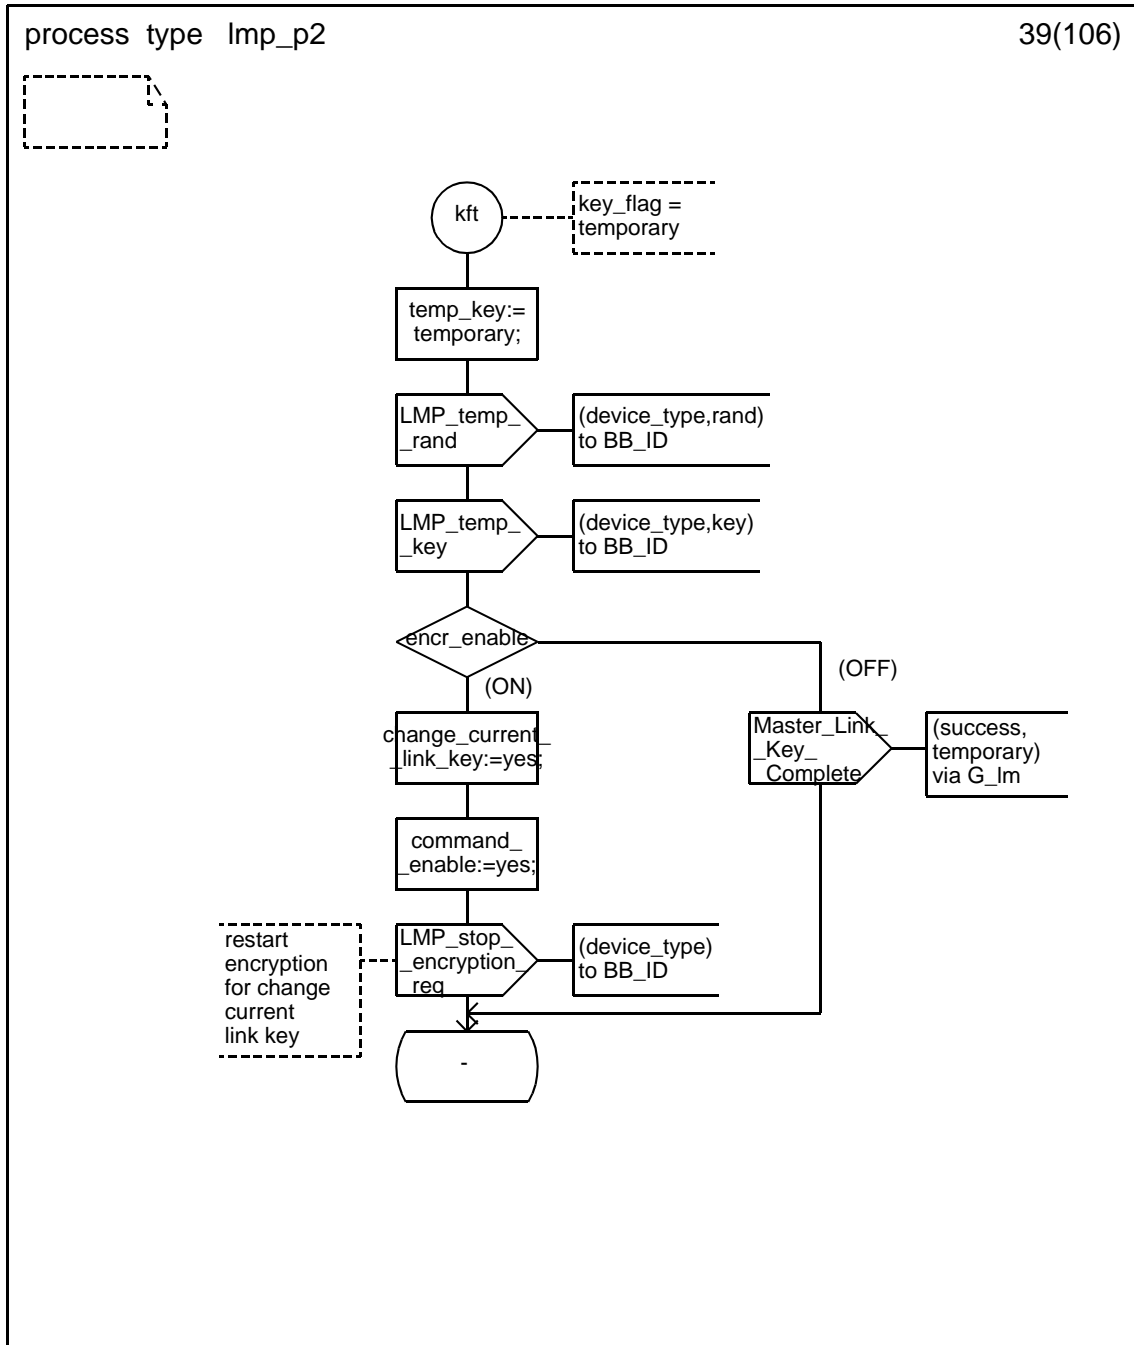 process type lmp_p2
39(106)
kft
key_flag =
temporary
temp_key:=
temporary;
LMP_temp_
_rand
(device_type,rand)
to BB_ID
LMP_temp_
_key
(device_type,key)
to BB_ID
encr_enable
(OFF)
(ON)
change_current_
_link_key:=yes;
Master_Link_
_Key_
_Complete
(success,
temporary)
via G_lm
command_
_enable:=yes;
restart
encryption
for change
current
link key
LMP_stop_
_encryption_
_req
(device_type)
to BB_ID
-